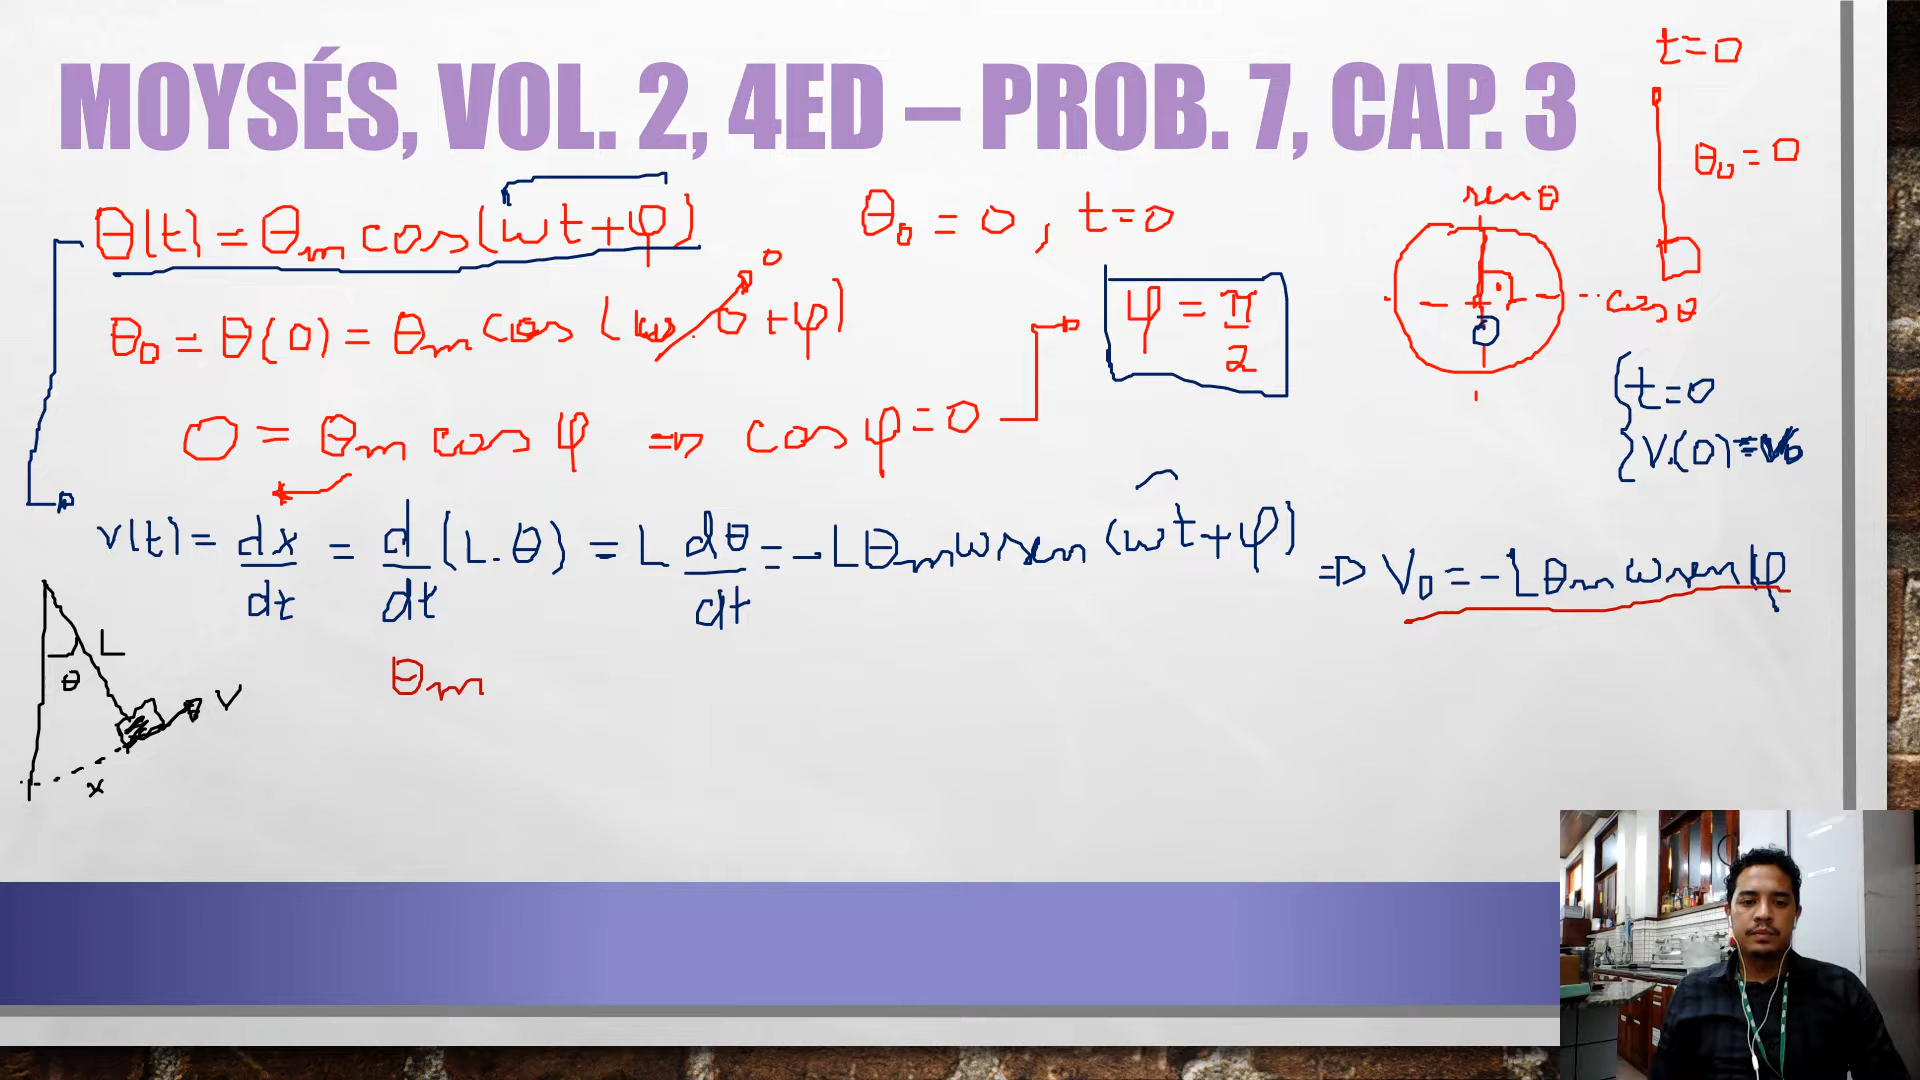 MOYSÉS, VOL. 2, 4ED – PROB. 7, CAP. 3
t=0
θ₀ = 0
θ(t) = θm cos(ωt+φ)
θ₀ = 0, t=0
sen θ
cos θ
θ₀ = θ(0) = θm cos(ω.0+φ)
0
φ = π/2
0
0 = θm cos φ ⇒ cos φ = 0
{ t=0
{ V(0) = V₀
v(t) = dx/dt = d/dt (L.θ) = L dθ/dt = -Lθm ω sen (ωt+φ) ⇒ V₀ = -Lθm ω sen φ
θm
L
θ
V
x